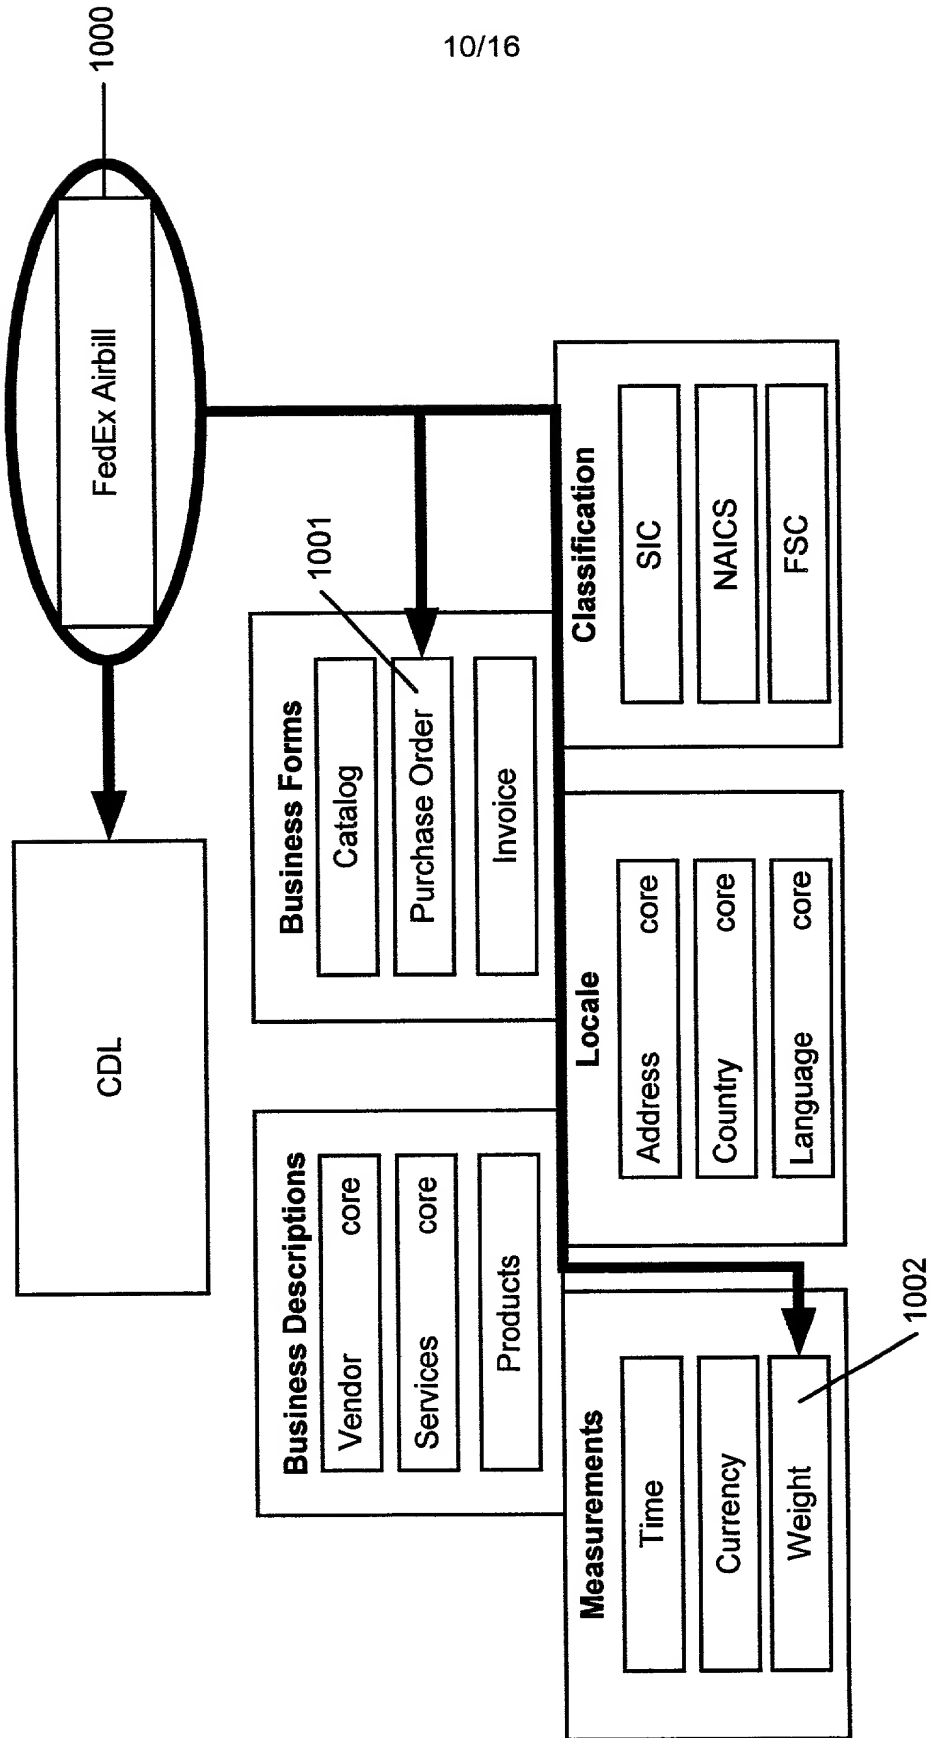 10/16
1000
FedEx Airbill
CDL
Business Descriptions
Vendor core
Services core
Products
Business Forms
1001
Catalog
Purchase Order
Invoice
Measurements
Time
Currency
Weight
1002
Locale
Address core
Country core
Language core
Classification
SIC
NAICS
FSC